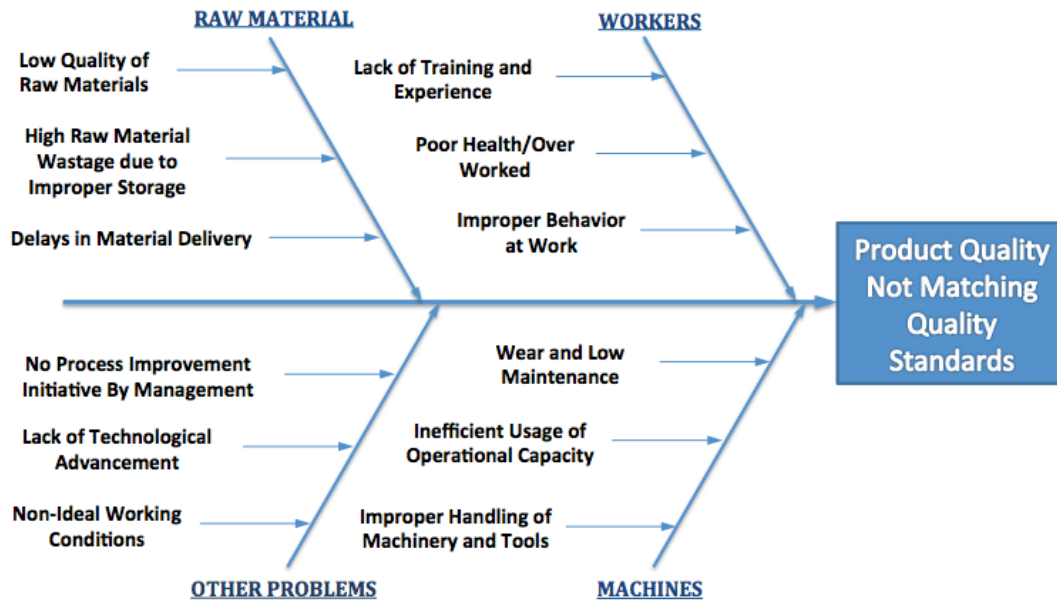 RAW MATERIAL
Low Quality of
Raw Materials
High Raw Material
Wastage due to
Improper Storage
Delays in Material Delivery
WORKERS
Lack of Training and
Experience
Poor Health/Over
Worked
Improper Behavior
at Work
Product Quality
Not Matching
Quality
Standards
No Process Improvement
Initiative By Management
Lack of Technological
Advancement
Non-Ideal Working
Conditions
OTHER PROBLEMS
Wear and Low
Maintenance
Inefficient Usage of
Operational Capacity
Improper Handling of
Machinery and Tools
MACHINES